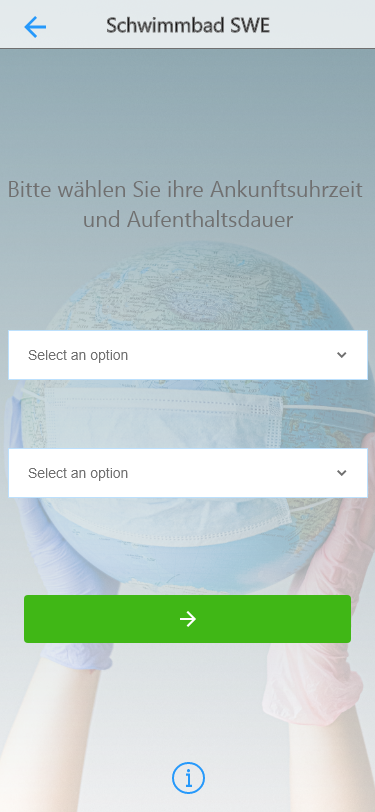 Schwimmbad SWE
Bitte wählen Sie ihre Ankunftsuhrzeit
und Aufenthaltsdauer
Select an option
Select an option